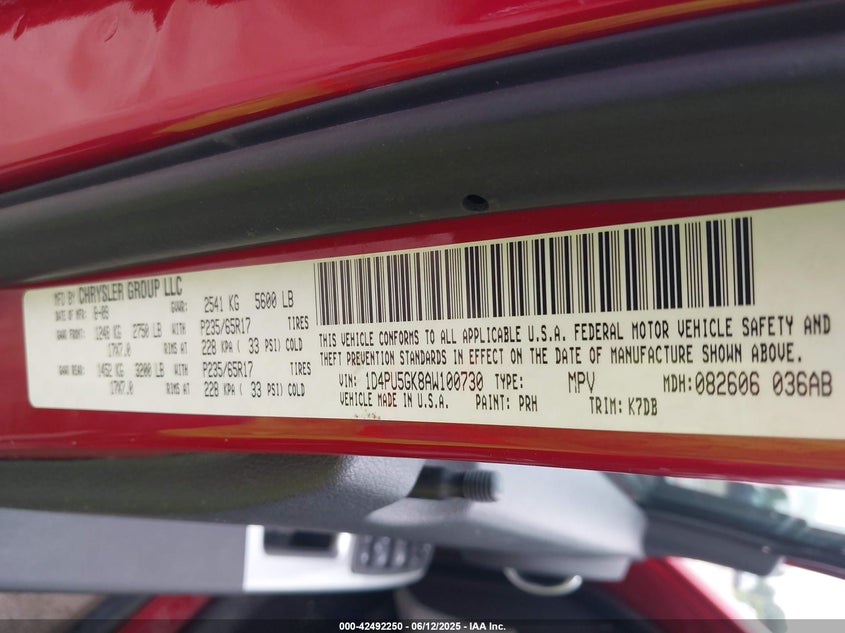 MFD BY CHRYSLER GROUP LLC
DATE OF MFR: 6-09 GVWR: 2541 KG 5600 LB
GAWR FRONT: 1248 KG 2750 LB WITH P235/65R17 TIRES
17X7.0 RIMS AT 228 KPA ( 33 PSI) COLD
GAWR REAR: 1452 KG 3200 LB WITH P235/65R17 TIRES
17X7.0 RIMS AT 228 KPA ( 33 PSI) COLD
THIS VEHICLE CONFORMS TO ALL APPLICABLE U.S.A. FEDERAL MOTOR VEHICLE SAFETY AND
THEFT PREVENTION STANDARDS IN EFFECT ON THE DATE OF MANUFACTURE SHOWN ABOVE.
VIN: 1D4PU5GK8AW100730 TYPE: MPV MDH: 082606 036AB
VEHICLE MADE IN U.S.A. PAINT: PRH TRIM: K7DB
000-42492250 - 06/12/2025 - IAA Inc.